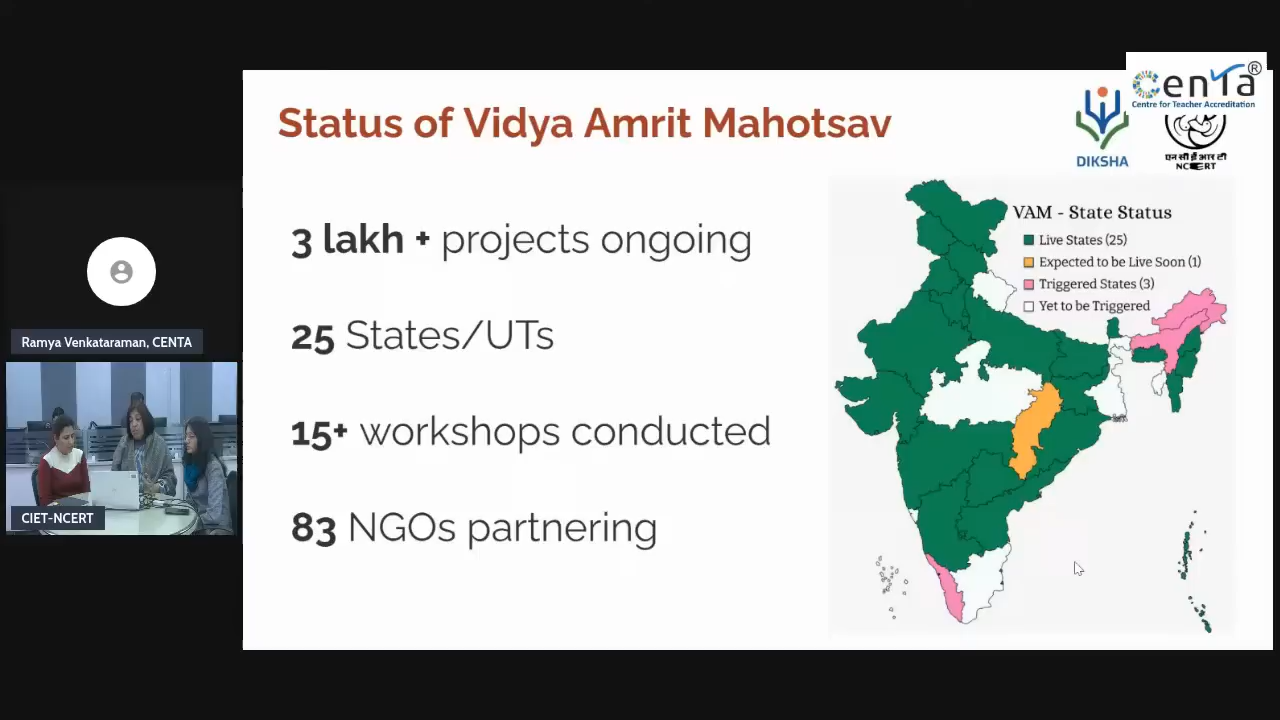 Status of Vidya Amrit Mahotsav
3 lakh + projects ongoing
25 States/UTs
15+ workshops conducted
83 NGOs partnering
DIKSHA
CenTa®
Centre for Teacher Accreditation
एन सी ई आर टी
NCERT
VAM - State Status
Live States (25)
Expected to be Live Soon (1)
Triggered States (3)
Yet to be Triggered
Ramya Venkataraman, CENTA
CIET-NCERT